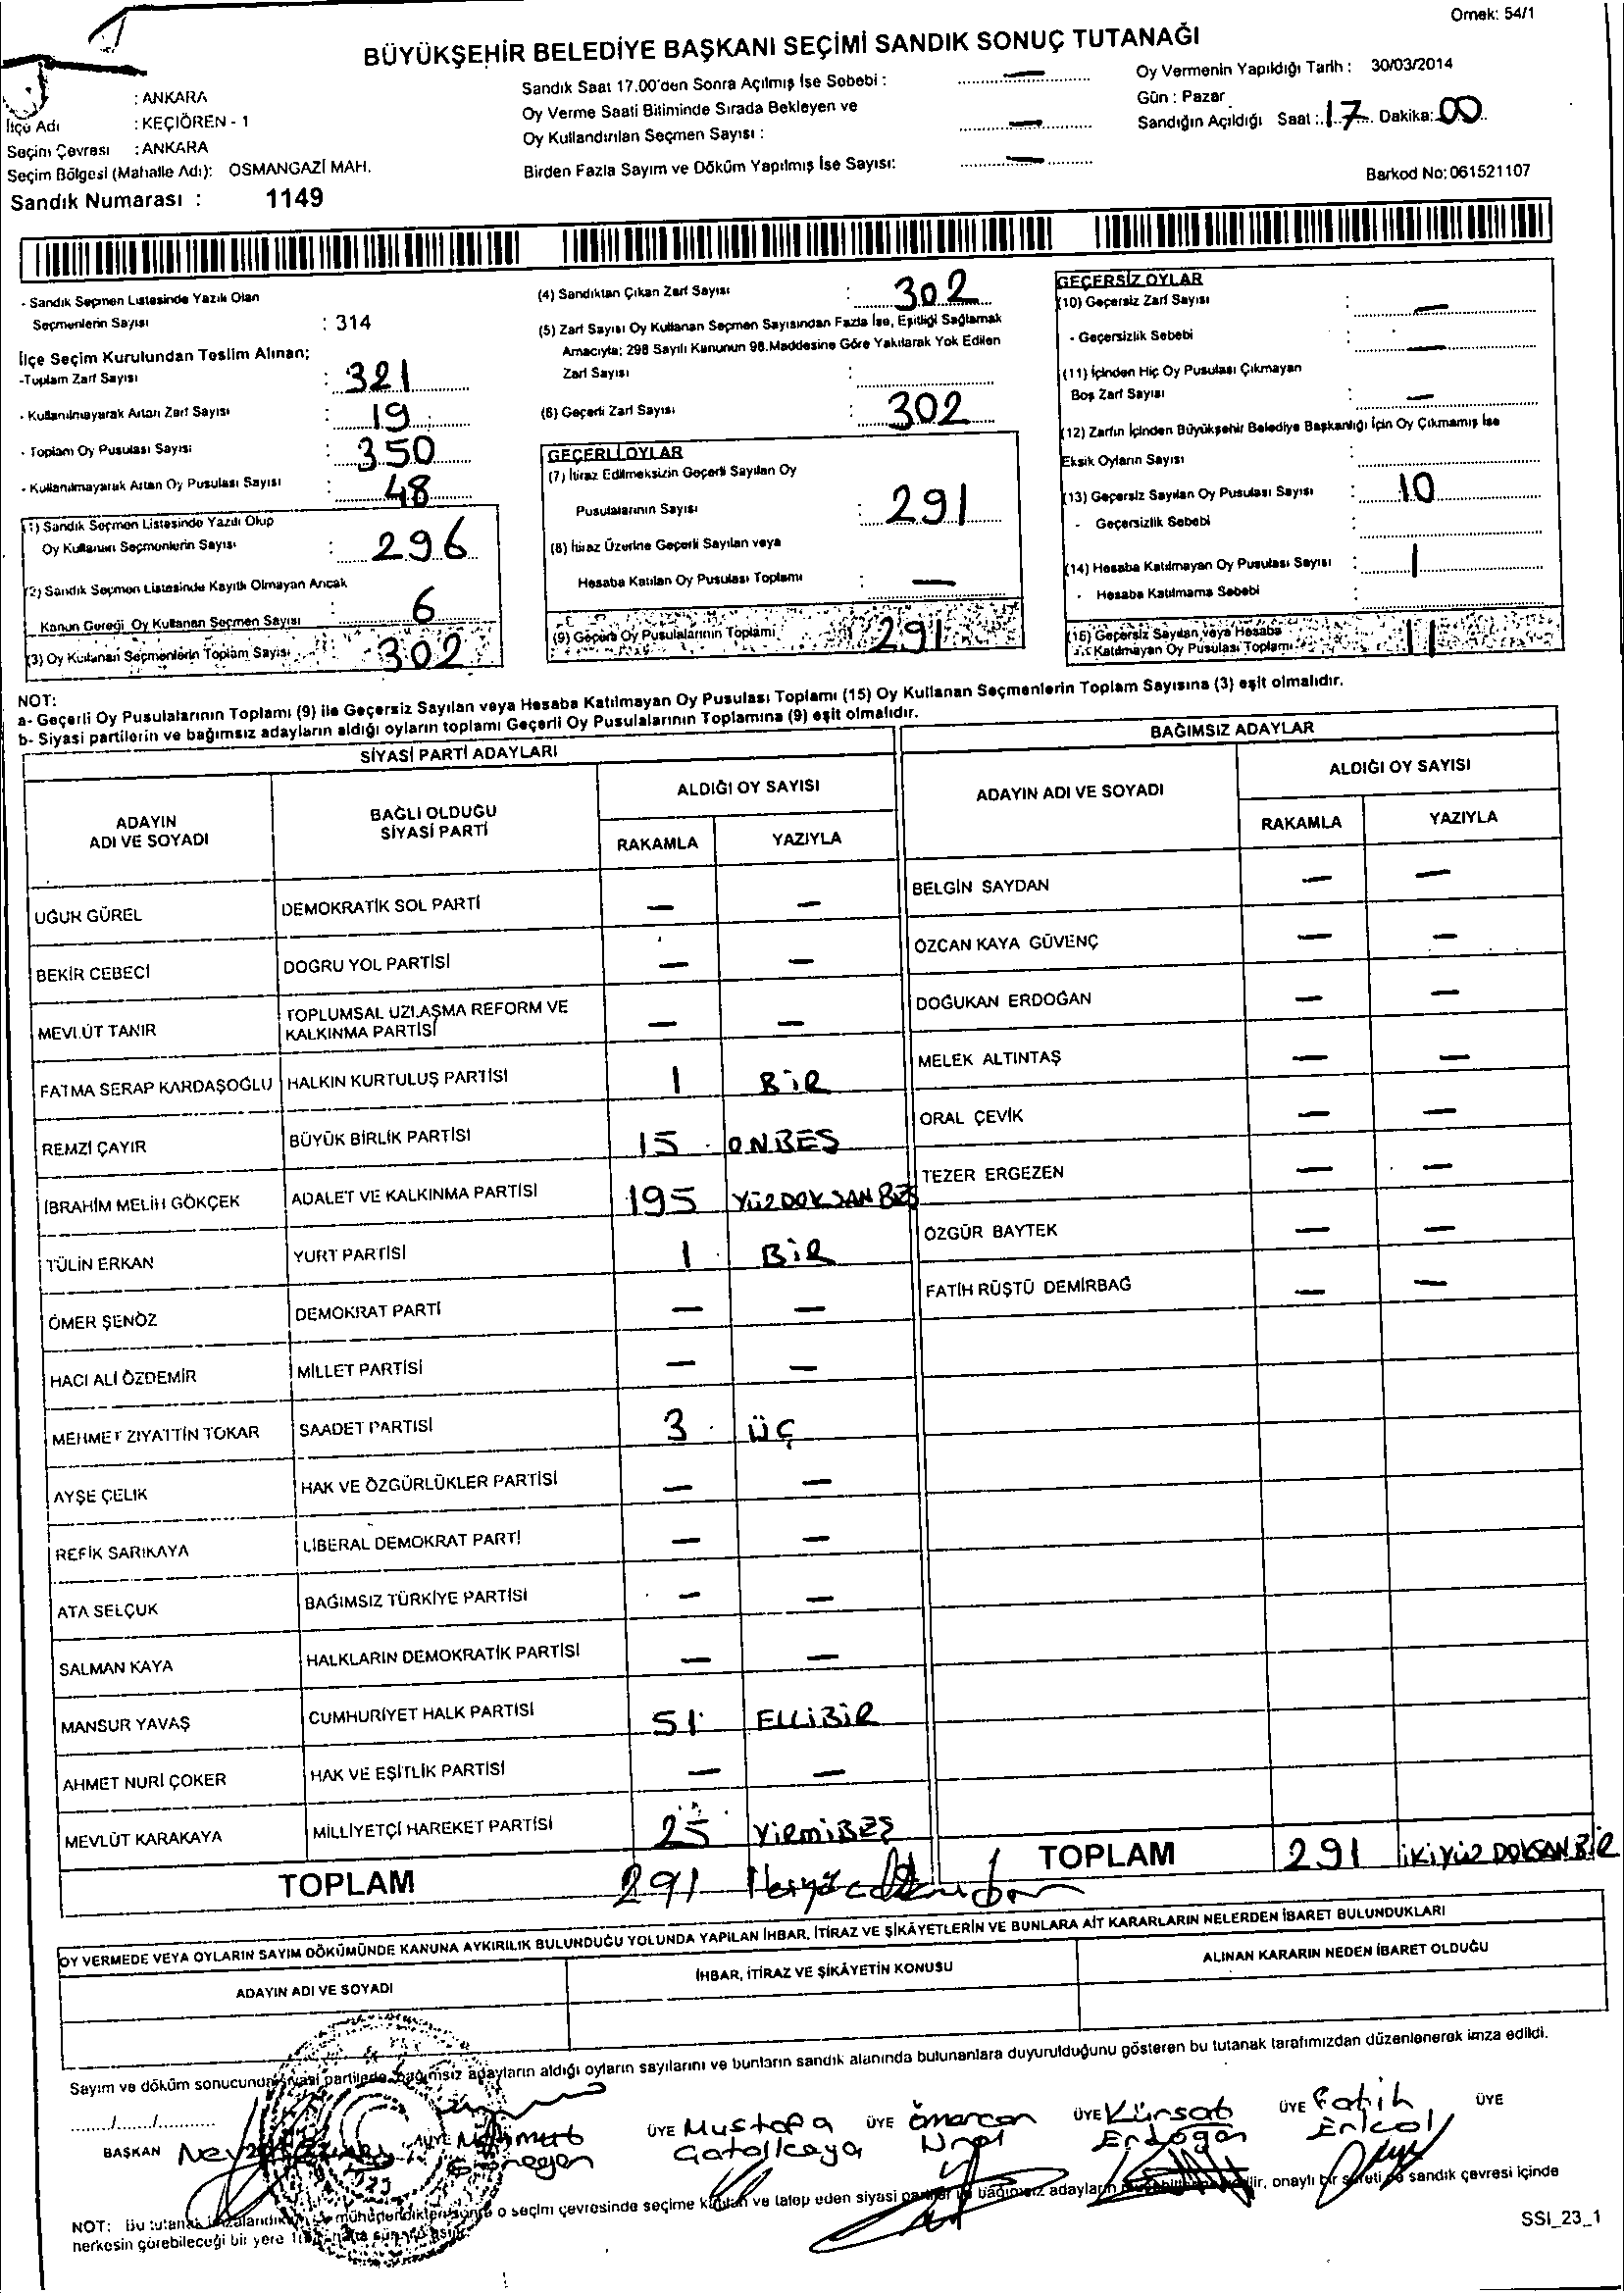 Örnek: 54/1
BÜYÜKŞEHİR BELEDİYE BAŞKANI SEÇİMİ SANDIK SONUÇ TUTANAĞI
: ANKARA
İlçe Adı : KEÇİÖREN - 1
Seçim Çevresi : ANKARA
Seçim Bölgesi (Mahalle Adı): OSMANGAZİ MAH.
Sandık Numarası : 1149
Sandık Saat 17.00'den Sonra Açılmış İse Sebebi : —
Oy Verme Saati Bitiminde Sırada Bekleyen ve
Oy Kullandırılan Seçmen Sayısı : —
Birden Fazla Sayım ve Döküm Yapılmış İse Sayısı: —
Oy Vermenin Yapıldığı Tarih : 30/03/2014
Gün : Pazar
Sandığın Açıldığı Saat : 17 Dakika: 00
Barkod No: 061521107
- Sandık Seçmen Listesinde Yazılı Olan
Seçmenlerin Sayısı : 314
İlçe Seçim Kurulundan Teslim Alınan;
-Toplam Zarf Sayısı : 321
- Kullanılmayarak Artan Zarf Sayısı : 19
- Toplam Oy Pusulası Sayısı : 350
- Kullanılmayarak Artan Oy Pusulası Sayısı : 48
(1) Sandık Seçmen Listesinde Yazılı Olup
Oy Kullanan Seçmenlerin Sayısı : 296
(2) Sandık Seçmen Listesinde Kayıtlı Olmayan Ancak
Kanun Gereği Oy Kullanan Seçmen Sayısı : 6
(3) Oy Kullanan Seçmenlerin Toplam Sayısı 302
(4) Sandıktan Çıkan Zarf Sayısı : 302
(5) Zarf Sayısı Oy Kullanan Seçmen Sayısından Fazla İse, Eşitliği Sağlamak
Amacıyla; 298 Sayılı Kanunun 98.Maddesine Göre Yakılarak Yok Edilen
Zarf Sayısı :
(6) Geçerli Zarf Sayısı : 302
GEÇERLİ OYLAR
(7) İtiraz Edilmeksizin Geçerli Sayılan Oy
Pusulalarının Sayısı : 291
(8) İtiraz Üzerine Geçerli Sayılan veya
Hesaba Katılan Oy Pusulası Toplamı : —
(9) Geçerli Oy Pusulalarının Toplamı 291
GEÇERSİZ OYLAR
(10) Geçersiz Zarf Sayısı : —
- Geçersizlik Sebebi : —
(11) İçinden Hiç Oy Pusulası Çıkmayan
Boş Zarf Sayısı : —
(12) Zarfın İçinden Büyükşehir Belediye Başkanlığı İçin Oy Çıkmamış İse
Eksik Oyların Sayısı :
(13) Geçersiz Sayılan Oy Pusulası Sayısı : 10
- Geçersizlik Sebebi :
(14) Hesaba Katılmayan Oy Pusulası Sayısı : 1
- Hesaba Katılmama Sebebi :
(15) Geçersiz Sayılan veya Hesaba
Katılmayan Oy Pusulası Toplamı 11
NOT:
a- Geçerli Oy Pusulalarının Toplamı (9) ile Geçersiz Sayılan veya Hesaba Katılmayan Oy Pusulası Toplamı (15) Oy Kullanan Seçmenlerin Toplam Sayısına (3) eşit olmalıdır.
b- Siyasi partilerin ve bağımsız adayların aldığı oyların toplamı Geçerli Oy Pusulalarının Toplamına (9) eşit olmalıdır.
SİYASİ PARTİ ADAYLARI
ADAYIN ADI VE SOYADI BAĞLI OLDUĞU SİYASİ PARTİ ALDIĞI OY SAYISI
RAKAMLA YAZIYLA
UĞUR GÜREL DEMOKRATİK SOL PARTİ — —
BEKİR CEBECİ DOĞRU YOL PARTİSİ — —
MEVLÜT TANIR TOPLUMSAL UZLAŞMA REFORM VE KALKINMA PARTİSİ — —
FATMA SERAP KARDAŞOĞLU HALKIN KURTULUŞ PARTİSİ 1 BİR
REMZİ ÇAYIR BÜYÜK BİRLİK PARTİSİ 15 ONBEŞ
İBRAHİM MELİH GÖKÇEK ADALET VE KALKINMA PARTİSİ 195 YÜZDOKSANBEŞ
TÜLİN ERKAN YURT PARTİSİ 1 BİR
ÖMER ŞENÖZ DEMOKRAT PARTİ — —
HACI ALİ ÖZDEMİR MİLLET PARTİSİ — —
MEHMET ZİYATTİN TOKAR SAADET PARTİSİ 3 ÜÇ
AYŞE ÇELİK HAK VE ÖZGÜRLÜKLER PARTİSİ — —
REFİK SARIKAYA LİBERAL DEMOKRAT PARTİ — —
ATA SELÇUK BAĞIMSIZ TÜRKİYE PARTİSİ — —
SALMAN KAYA HALKLARIN DEMOKRATİK PARTİSİ — —
MANSUR YAVAŞ CUMHURİYET HALK PARTİSİ 51 ELLİBİR
AHMET NURİ ÇOKER HAK VE EŞİTLİK PARTİSİ — —
MEVLÜT KARAKAYA MİLLİYETÇİ HAREKET PARTİSİ 25 YİRMİBEŞ
TOPLAM 291
BAĞIMSIZ ADAYLAR
ADAYIN ADI VE SOYADI ALDIĞI OY SAYISI
RAKAMLA YAZIYLA
BELGİN SAYDAN — —
ÖZCAN KAYA GÜVENÇ — —
DOĞUKAN ERDOĞAN — —
MELEK ALTINTAŞ — —
ORAL ÇEVİK — —
TEZER ERGEZEN — —
ÖZGÜR BAYTEK — —
FATİH RÜŞTÜ DEMİRBAĞ — —
TOPLAM 291 İKİYÜZ DOKSAN BİR
OY VERMEDE VEYA OYLARIN SAYIM DÖKÜMÜNDE KANUNA AYKIRILIK BULUNDUĞU YOLUNDA YAPILAN İHBAR, İTİRAZ VE ŞİKÂYETLERİN VE BUNLARA AİT KARARLARIN NELERDEN İBARET BULUNDUKLARI
ADAYIN ADI VE SOYADI İHBAR, İTİRAZ VE ŞİKÂYETİN KONUSU ALINAN KARARIN NEDEN İBARET OLDUĞU
Sayım ve döküm sonucunda siyasi partilerle bağımsız adayların aldığı oyların sayılarını ve bunların sandık alanında bulunanlara duyurulduğunu gösteren bu tutanak tarafımızdan düzenlenerek imza edildi.
....../....../............
BAŞKAN ÜYE Mustafa ÜYE Ömercan ÜYE Kürşat ÜYE Fatih ÜYE
Çatalkaya Erdoğan Erkol
NOT: Bu tutanak o seçim çevresinde seçime katılan ve talep eden siyasi adayların onaylı bir sureti de sandık çevresi içinde
herkesin görebileceği bir yere
SSI_23_1